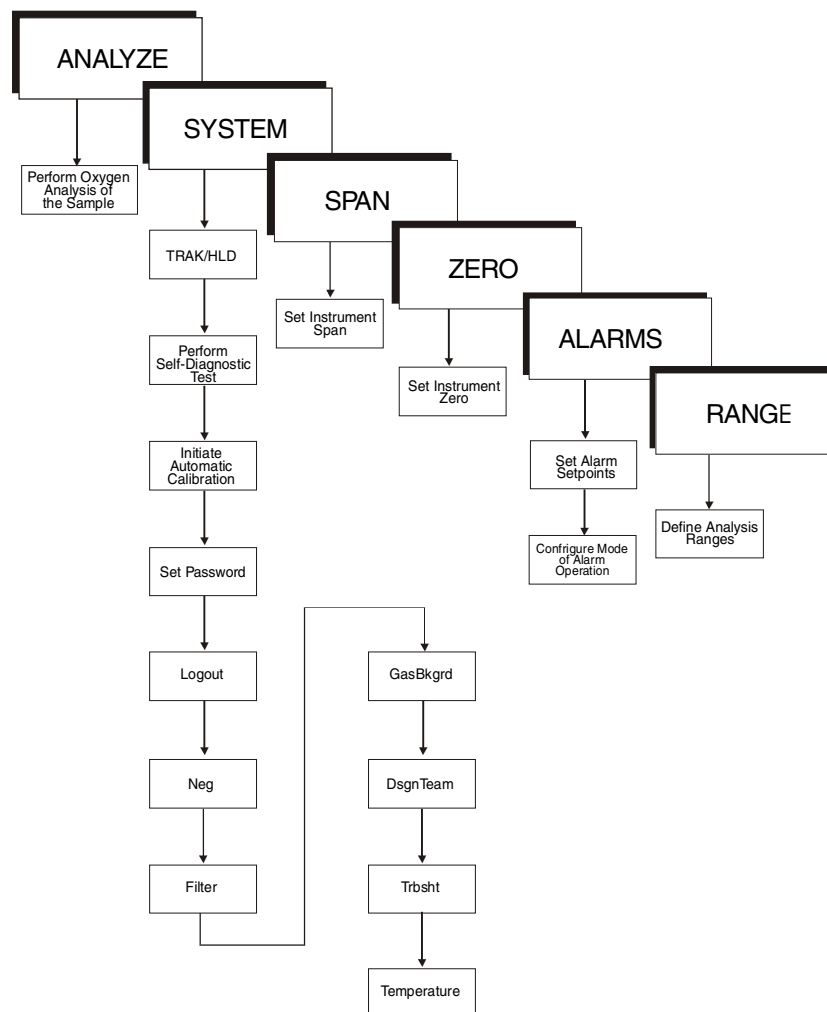 ANALYZE
SYSTEM
SPAN
ZERO
ALARMS
RANGE
Perform Oxygen
Analysis of
the Sample
TRAK/HLD
Perform
Self-Diagnostic
Test
Initiate
Automatic
Calibration
Set Password
Logout
Neg
Filter
GasBkgrd
DsgnTeam
Trbsht
Temperature
Set Instrument
Span
Set Instrument
Zero
Set Alarm
Setpoints
Confrigure Mode
of Alarm
Operation
Define Analysis
Ranges